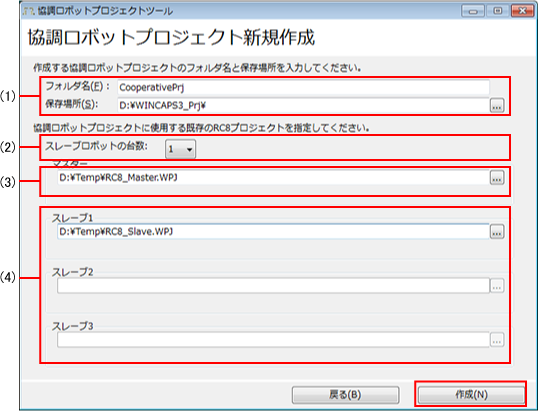 協調ロボットプロジェクトツール
協調ロボットプロジェクト新規作成
作成する協調ロボットプロジェクトのフォルダ名と保存場所を入力してください。
(1)
フォルダ名(F)： CooperativePrj
保存場所(S): D:¥WINCAPS3_Prj¥ ...
協調ロボットプロジェクトに使用する既存のRC8プロジェクトを指定してください。
(2)
スレーブロボットの台数: 1
マスター
(3)
D:¥Temp¥RC8_Master.WPJ ...
スレーブ1
D:¥Temp¥RC8_Slave.WPJ ...
(4)
スレーブ2
...
スレーブ3
...
戻る(B) 作成(N)